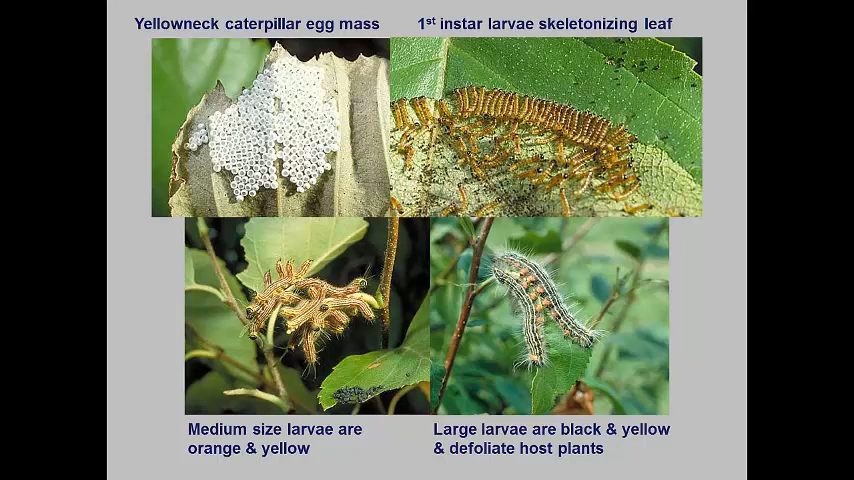 Yellowneck caterpillar egg mass
1st instar larvae skeletonizing leaf
Medium size larvae are
orange & yellow
Large larvae are black & yellow
& defoliate host plants